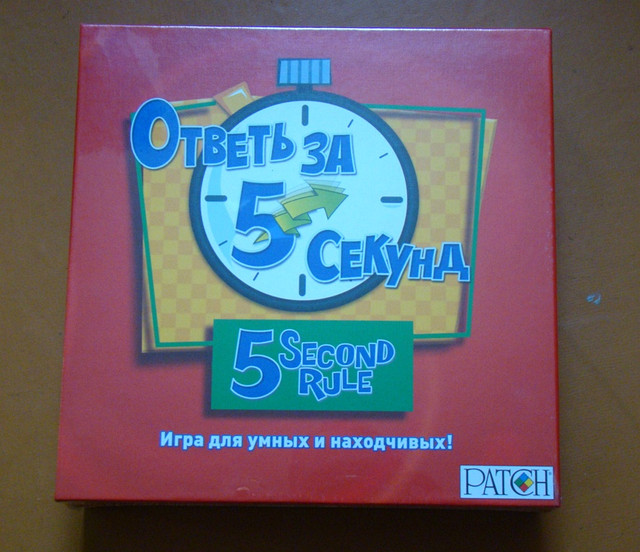 ОТВЕТЬ ЗА
5
СЕКУНД
5 SECOND
RULE
Игра для умных и находчивых!
PATCH